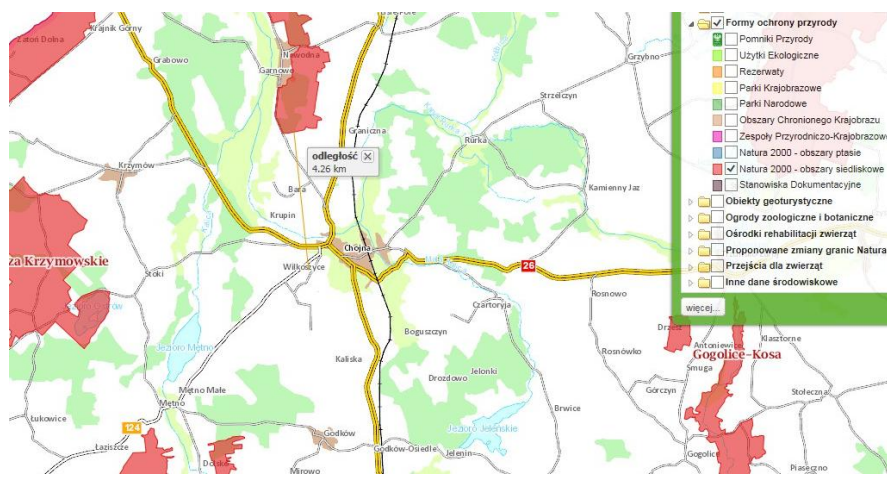 Krajnik Górny
Zatoń Dolna
Grabowo
Nawodna
Garnowo
Grzybno
Strzelczyn
Graniczna
Rurka
odległość
4.26 km
Krzymów
Bara
Kamienny Jaz
Krupin
Chojna
Wilkoszyce
26
za Krzymowskie
Stoki
Rosnowo
Czartoryja
Jezioro Mętno
Boguszczyn
Kaliska
Rosnówko
Antoniewice
Klasztorne
Gogolice-Kosa
Smuga
Jelonki
Drozdowo
Górczyn
Stoleczna
Mętno Małe
Mętno
Brwice
Łukowice
124
Jezioro Jeleńskie
Godków
Łaziszcze
Godków-Osiedle
Jelenin
Gogolice
Mirowo
Piaseczno
Formy ochrony przyrody
Pomniki Przyrody
Użytki Ekologiczne
Rezerwaty
Parki Krajobrazowe
Parki Narodowe
Obszary Chronionego Krajobrazu
Zespoły Przyrodniczo-Krajobrazowe
Natura 2000 - obszary ptasie
Natura 2000 - obszary siedliskowe
Stanowiska Dokumentacyjne
Obiekty geoturystyczne
Ogrody zoologiczne i botaniczne
Ośrodki rehabilitacji zwierząt
Proponowane zmiany granic Natura
Przejścia dla zwierząt
Inne dane środowiskowe
więcej...